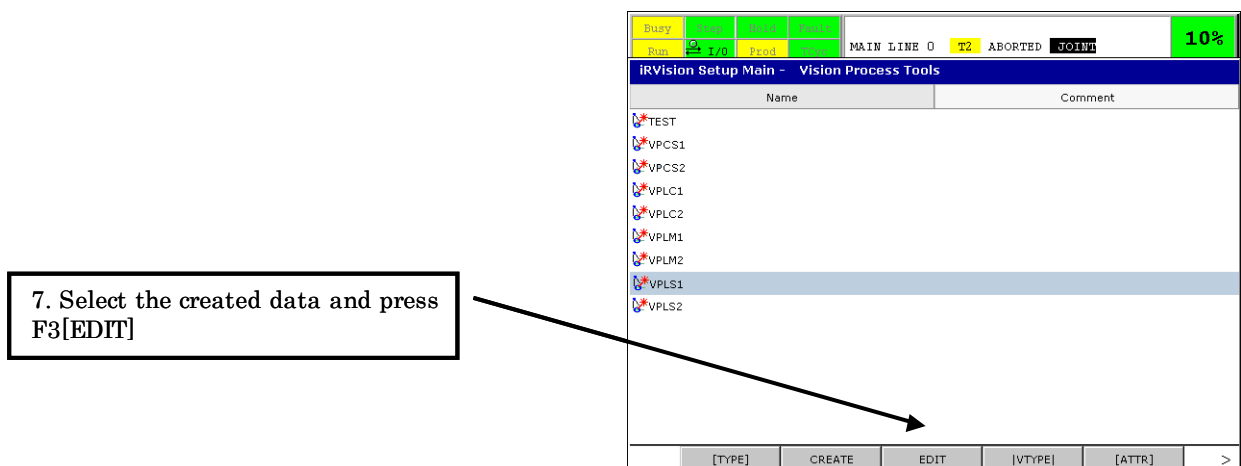 Busy Step Hold Fault
Run I/O Prod TCyc
MAIN LINE 0 T2 ABORTED JOINT
10%
iRVision Setup Main - Vision Process Tools
Name Comment
TEST
VPCS1
VPCS2
VPLC1
VPLC2
VPLM1
VPLM2
VPLS1
VPLS2
7. Select the created data and press
F3[EDIT]
[TYPE] CREATE EDIT |VTYPE| [ATTR] >